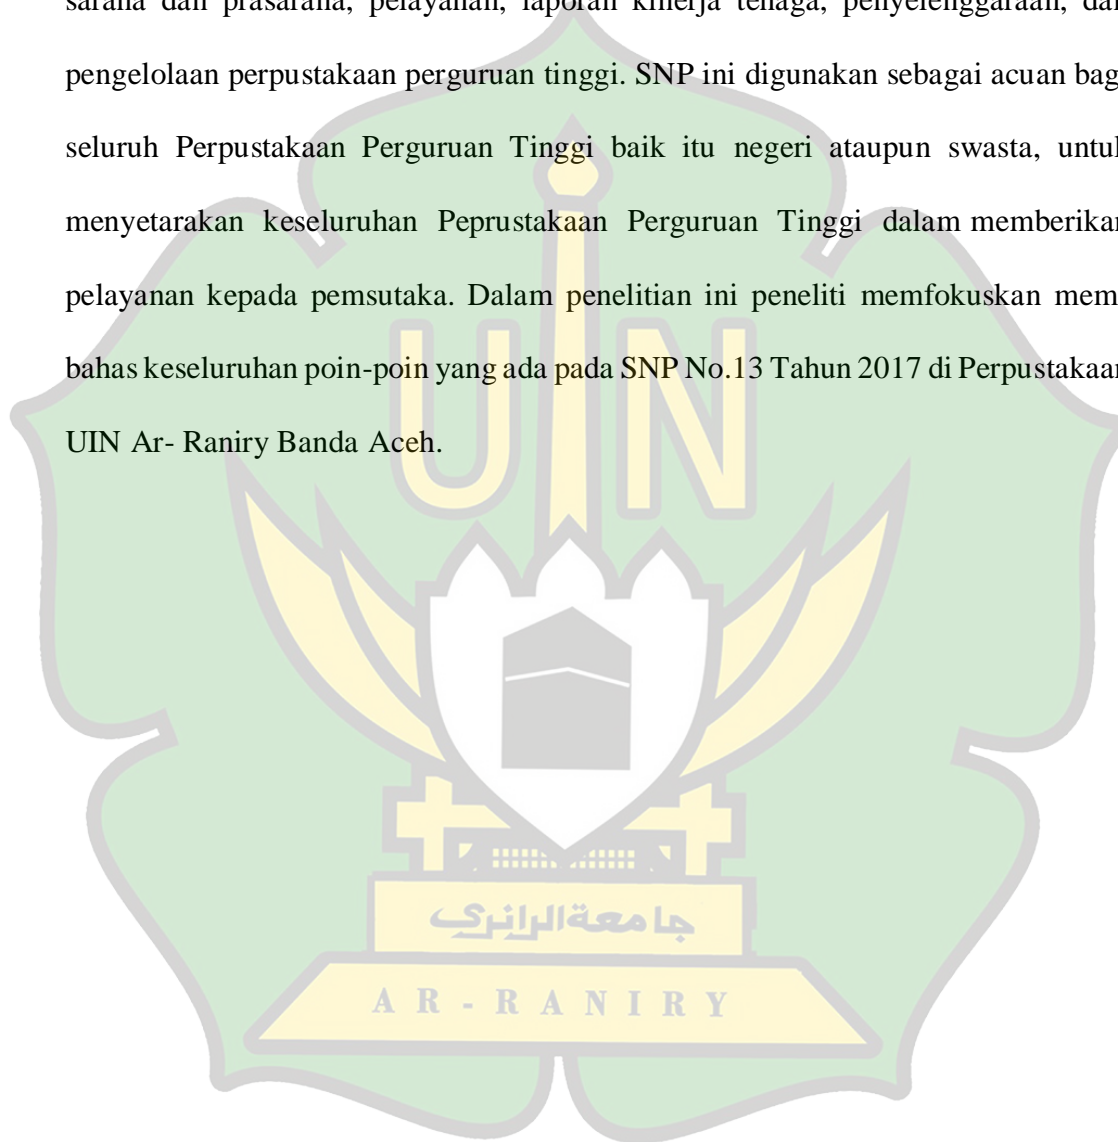 sarana dan prasarana, pelayanan, laporan kinerja tenaga, penyelenggaraan, dan
pengelolaan perpustakaan perguruan tinggi. SNP ini digunakan sebagai acuan bagi
seluruh Perpustakaan Perguruan Tinggi baik itu negeri ataupun swasta, untuk
menyetarakan keseluruhan Peprustakaan Perguruan Tinggi dalam memberikan
pelayanan kepada pemsutaka. Dalam penelitian ini peneliti memfokuskan mem-
bahas keseluruhan poin-poin yang ada pada SNP No.13 Tahun 2017 di Perpustakaan
UIN Ar- Raniry Banda Aceh.
UIN
جامعة الرانري
AR-RANIRY